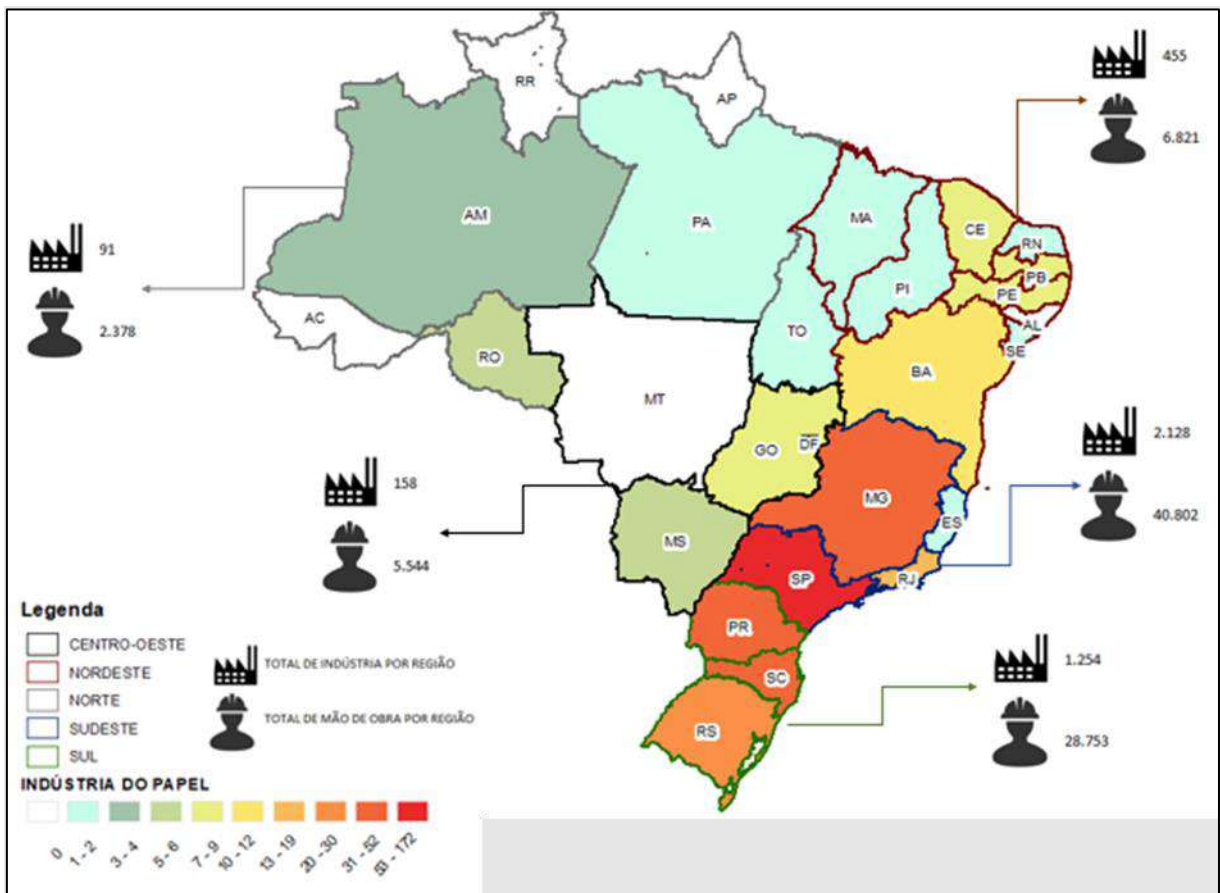 455
6.821
RR
AP
AM
PA
MA
CE
RN
PB
PE
PI
AL
SE
91
2.378
AC
RO
TO
BA
MT
GO
DF
2.128
40.802
MG
ES
158
5.544
MS
SP
RJ
PR
SC
RS
1.254
28.753
Legenda
CENTRO-OESTE
NORDESTE
NORTE
SUDESTE
SUL
TOTAL DE INDÚSTRIA POR REGIÃO
TOTAL DE MÃO DE OBRA POR REGIÃO
INDÚSTRIA DO PAPEL
0
1 - 2
3 - 4
5 - 6
7 - 9
10 - 12
13 - 19
20 - 30
31 - 52
53 - 172